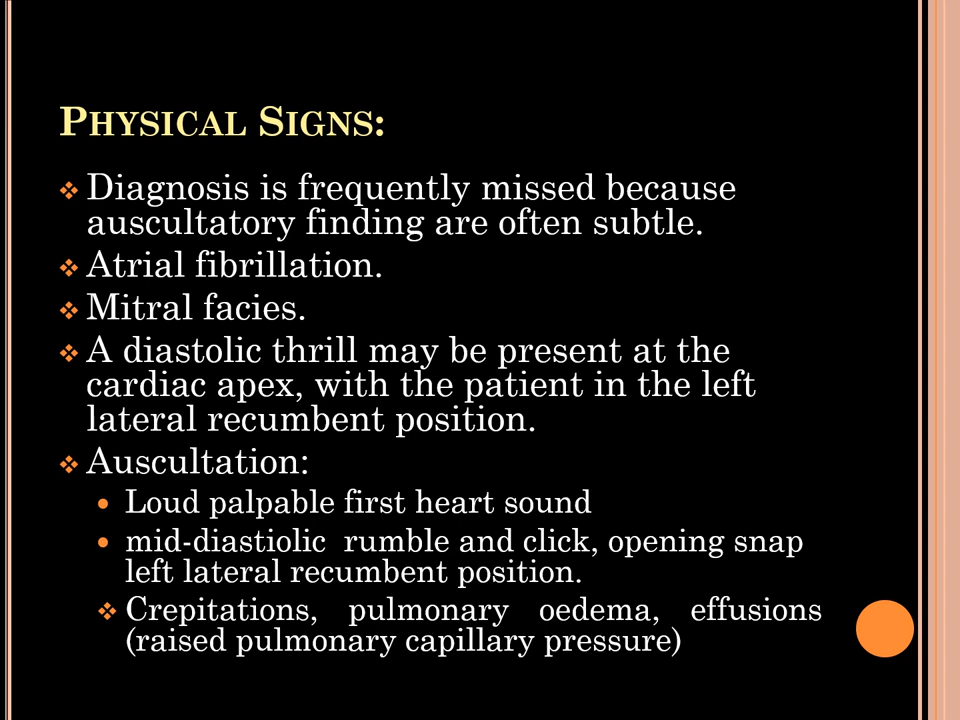 PHYSICAL SIGNS:
❖ Diagnosis is frequently missed because
auscultatory finding are often subtle.
❖ Atrial fibrillation.
❖ Mitral facies.
❖ A diastolic thrill may be present at the
cardiac apex, with the patient in the left
lateral recumbent position.
❖ Auscultation:
• Loud palpable first heart sound
• mid-diastiolic rumble and click, opening snap
left lateral recumbent position.
❖ Crepitations, pulmonary oedema, effusions
(raised pulmonary capillary pressure)